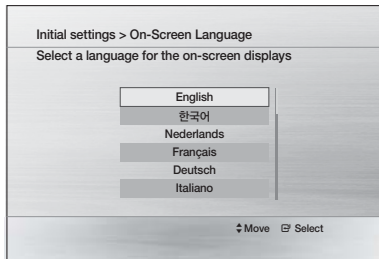 Initial settings > On-Screen Language
Select a language for the on-screen displays
English
한국어
Nederlands
Français
Deutsch
Italiano
Move Select